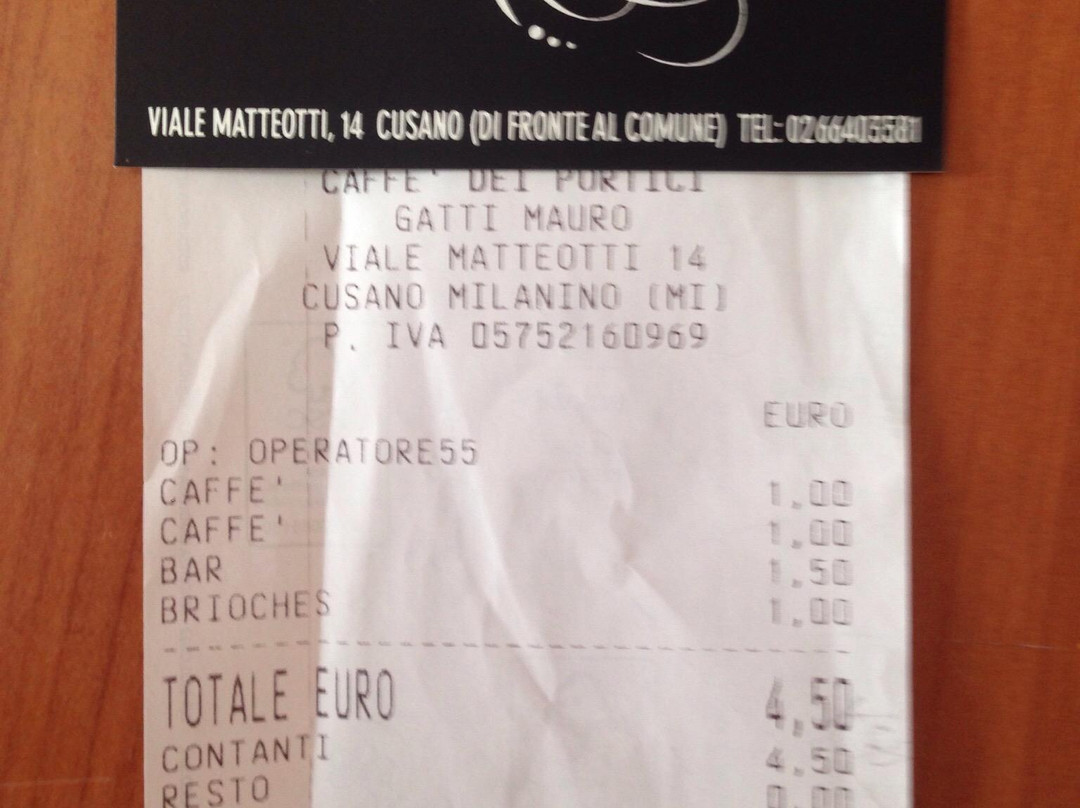 VIALE MATTEOTTI, 14 CUSANO (DI FRONTE AL COMUNE) TEL: 0266403581
CAFFE' DEI PORTICI
GATTI MAURO
VIALE MATTEOTTI 14
CUSANO MILANINO (MI)
P. IVA 05752160969
EURO
OP: OPERATORE55
CAFFE' 1,00
CAFFE' 1,00
BAR 1,50
BRIOCHES 1,00
TOTALE EURO 4,50
CONTANTI 4,50
RESTO 0,00